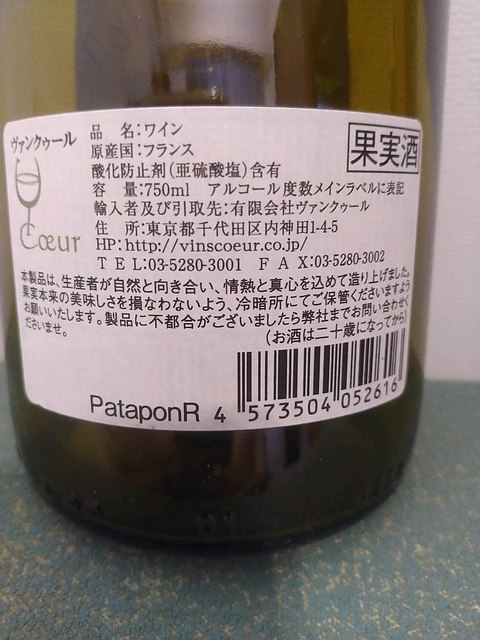 ヴァンクゥール
Cœur
品 名：ワイン
果実酒
原産国：フランス
酸化防止剤（亜硫酸塩）含有
容 量：750ml アルコール度数メインラベルに表記
輸入者及び引取先：有限会社ヴァンクゥール
住 所：東京都千代田区内神田1-4-5
HP：http://vinscoeur.co.jp/
TEL:03-5280-3001 FAX:03-5280-3002
本製品は、生産者が自然と向き合い、情熱と真心を込めて造り上げました。
果実本来の美味しさを損なわないよう、冷暗所にてご保管くださいますよう
お願いいたします。製品に不都合がございましたら弊社までお問い合わせく
ださいませ。
（お酒は二十歳になってから）
PataponR 4 573504 052616